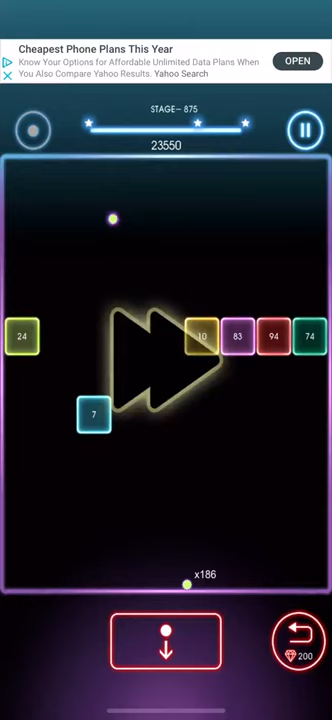 Cheapest Phone Plans This Year
Know Your Options for Affordable Unlimited Data Plans When
You Also Compare Yahoo Results. Yahoo Search
OPEN
STAGE- 875
23550
24
10
83
94
74
7
x186
200